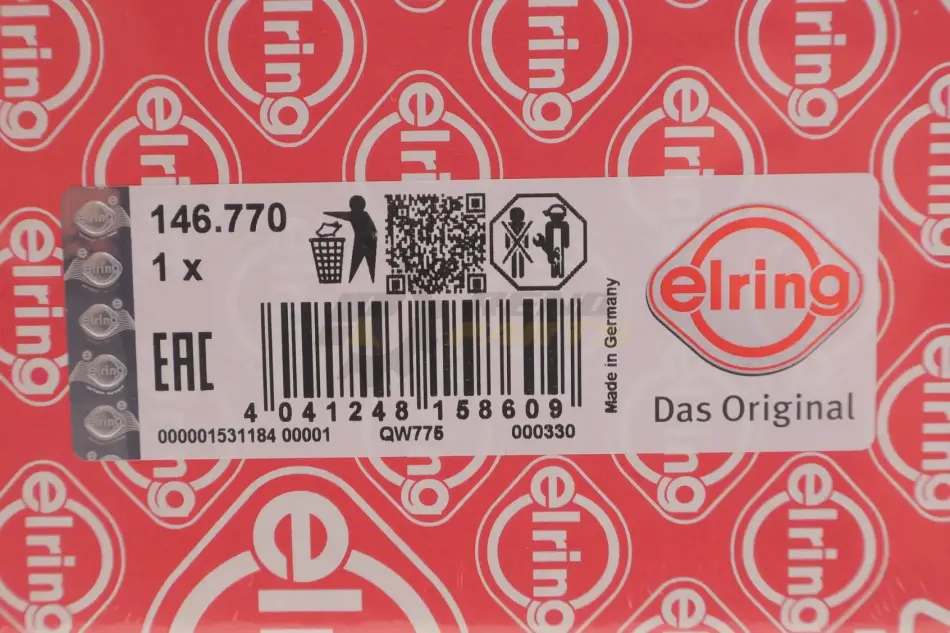 146.770
1 x
EAC
4 041248 158609
000001531184 00001 QW775 000330
Made in Germany
elring
Das Original